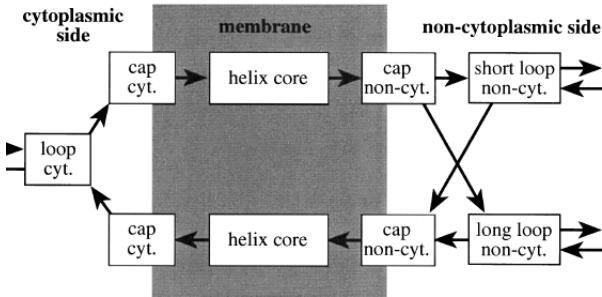 cytoplasmic
side
membrane
non-cytoplasmic side
cap
cyt.
helix core
cap
non-cyt.
short loop
non-cyt.
loop
cyt.
cap
cyt.
helix core
cap
non-cyt.
long loop
non-cyt.